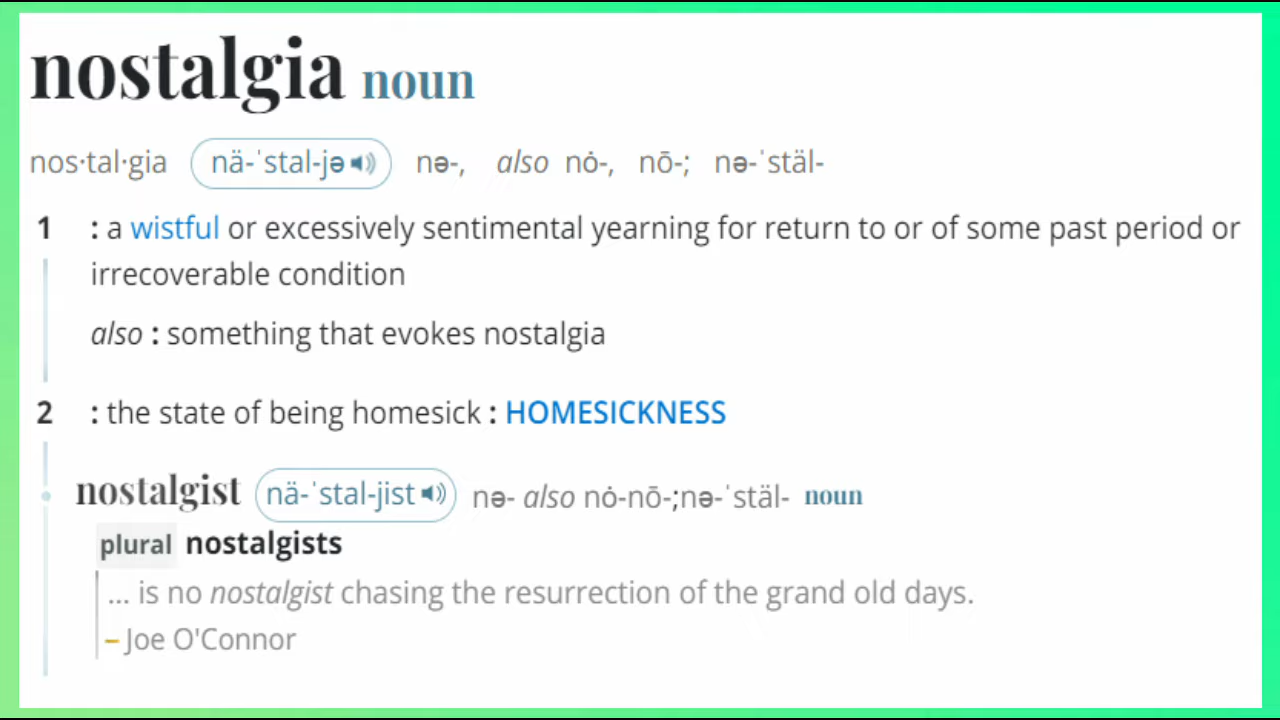 nostalgia noun
nos·tal·gia nä-ˈstal-jə nə-, also nȯ-, nō-; nə-ˈstäl-
1 : a wistful or excessively sentimental yearning for return to or of some past period or
irrecoverable condition
also : something that evokes nostalgia
2 : the state of being homesick : HOMESICKNESS
nostalgist nä-ˈstal-jist nə- also nȯ-nō-;nə-ˈstäl- noun
plural nostalgists
... is no nostalgist chasing the resurrection of the grand old days.
– Joe O'Connor